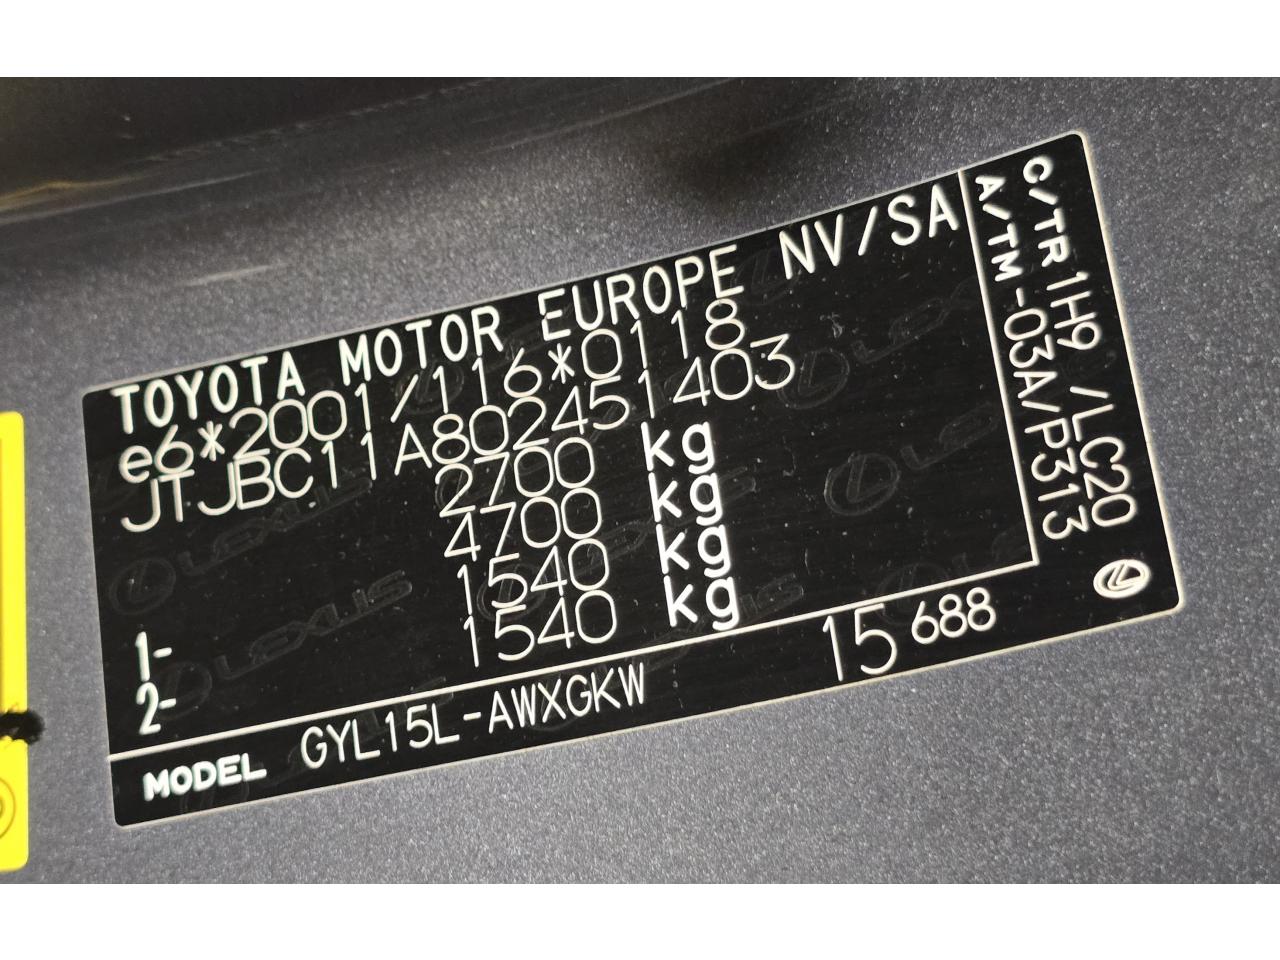 TOYOTA MOTOR EUROPE NV/SA
e6*2001/116*0118
JTJBC11A802451403
2700 kg
4700 kg
1- 1540 kg
2- 1540 kg
MODEL GYL15L-AWXGKW
15 688
C/TR 1H9 /LC20
A/TM -03A/P313